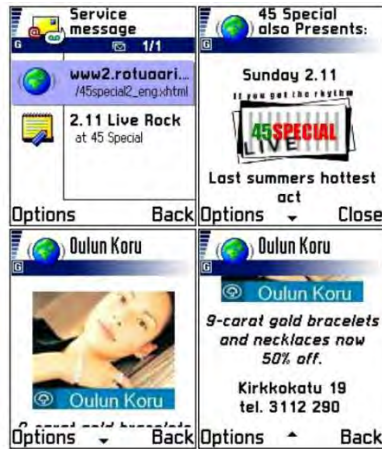 Service
message
G
1/1
www2.rotuaari....
/45special2_eng.xhtml
2.11 Live Rock
at 45 Special
Options Back
45 Special
also Presents:
G
Sunday 2.11
If you get the rhythm
45SPECIAL
LIVE
Last summers hottest
act
Options Close
Oulun Koru
G
Oulun Koru
Options Back
Oulun Koru
G
Oulun Koru
9-carat gold bracelets
and necklaces now
50% off.
Kirkkokatu 19
tel. 3112 290
Options Back